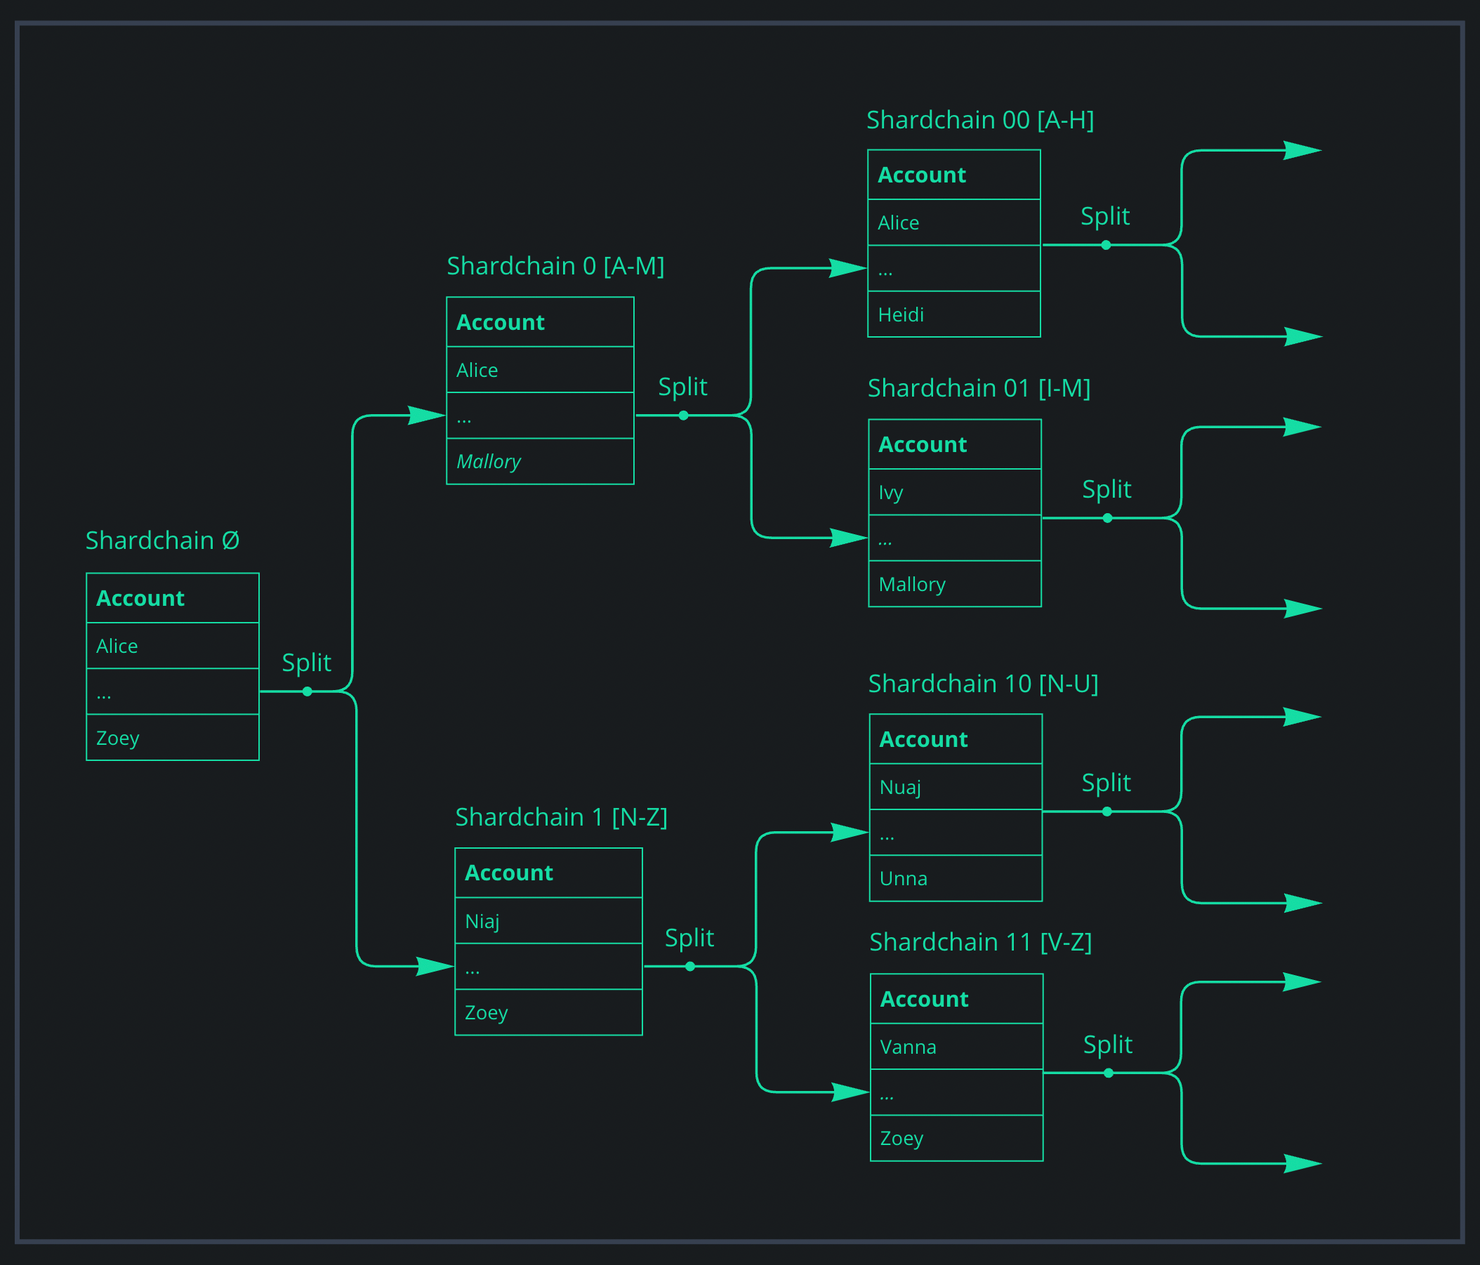 Shardchain Ø
Account
Alice
...
Zoey
Split
Shardchain 0 [A-M]
Account
Alice
...
Mallory
Split
Shardchain 1 [N-Z]
Account
Niaj
...
Zoey
Split
Shardchain 00 [A-H]
Account
Alice
...
Heidi
Split
Shardchain 01 [I-M]
Account
Ivy
...
Mallory
Split
Shardchain 10 [N-U]
Account
Nuaj
...
Unna
Split
Shardchain 11 [V-Z]
Account
Vanna
...
Zoey
Split